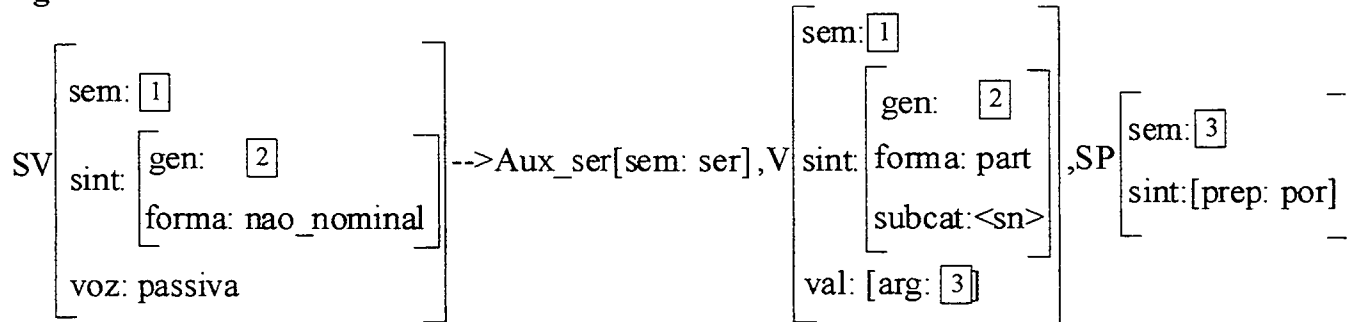 SV
sem: 1
sint:
gen: 2
forma: nao_nominal
voz: passiva
-->Aux_ser[sem: ser] ,V
sem: 1
sint:
gen: 2
forma: part
subcat:<sn>
val: [arg: 3]
,SP
sem: 3
sint:[prep: por]